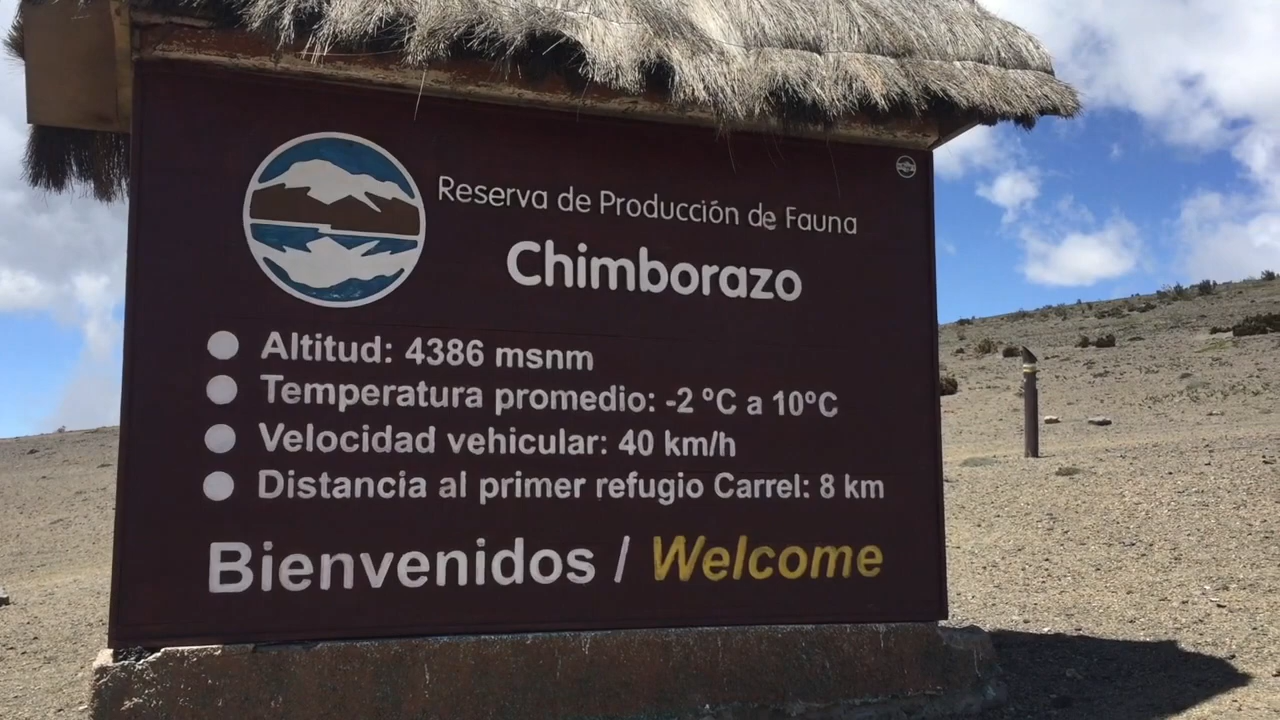 Reserva de Producción de Fauna
Chimborazo
Altitud: 4386 msnm
Temperatura promedio: -2 ºC a 10ºC
Velocidad vehicular: 40 km/h
Distancia al primer refugio Carrel: 8 km
Bienvenidos / Welcome